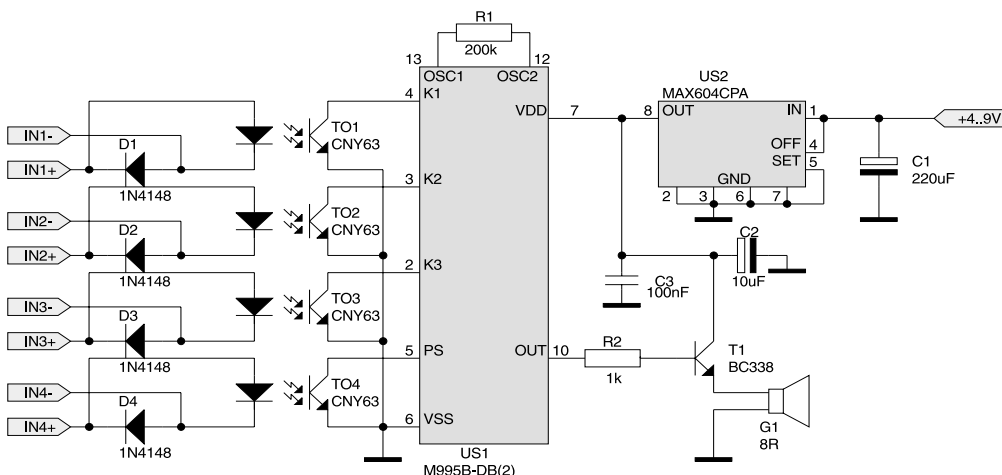 R1
200k
13
12
OSC1
OSC2
4
K1
TO1
CNY63
IN1-
IN1+
D1
1N4148
3
K2
TO2
CNY63
IN2-
IN2+
D2
1N4148
2
K3
TO3
CNY63
IN3-
IN3+
D3
1N4148
5
PS
TO4
CNY63
IN4-
IN4+
D4
1N4148
6
VSS
US1
M995B-DB(2)
VDD
7
OUT
10
R2
1k
T1
BC338
G1
8R
C3
100nF
C2
10uF
US2
MAX604CPA
8
OUT
IN
1
OFF
4
SET
5
GND
2
3
6
7
C1
220uF
+4..9V